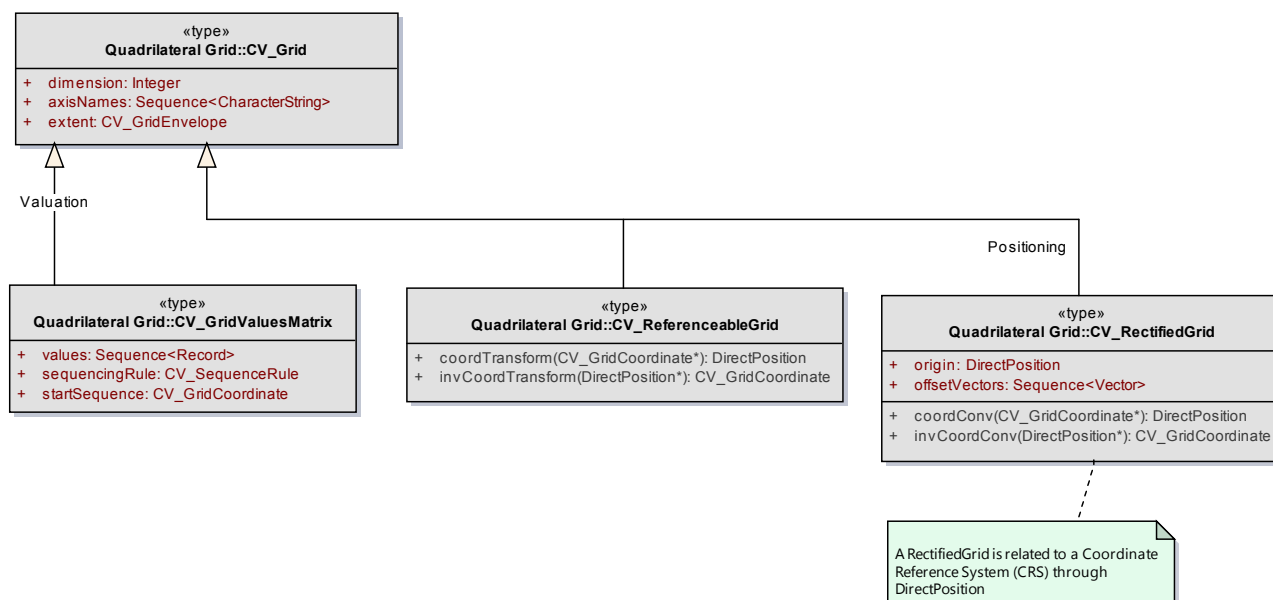 «type»
Quadrilateral Grid::CV_Grid
+ dimension: Integer
+ axisNames: Sequence<CharacterString>
+ extent: CV_GridEnvelope
Valuation
Positioning
«type»
Quadrilateral Grid::CV_GridValuesMatrix
+ values: Sequence<Record>
+ sequencingRule: CV_SequenceRule
+ startSequence: CV_GridCoordinate
«type»
Quadrilateral Grid::CV_ReferenceableGrid
+ coordTransform(CV_GridCoordinate*): DirectPosition
+ invCoordTransform(DirectPosition*): CV_GridCoordinate
«type»
Quadrilateral Grid::CV_RectifiedGrid
+ origin: DirectPosition
+ offsetVectors: Sequence<Vector>
+ coordConv(CV_GridCoordinate*): DirectPosition
+ invCoordConv(DirectPosition*): CV_GridCoordinate
A RectifiedGrid is related to a Coordinate
Reference System (CRS) through
DirectPosition